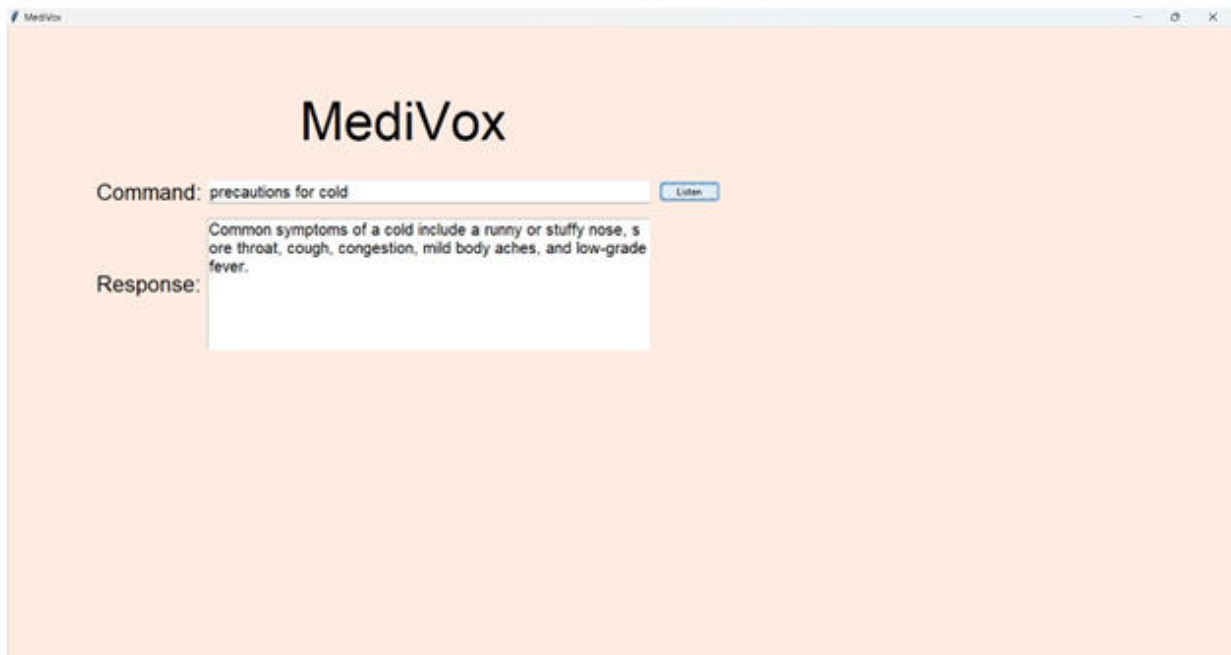 MediVox
MediVox
Command: precautions for cold Listen
Common symptoms of a cold include a runny or stuffy nose, s
ore throat, cough, congestion, mild body aches, and low-grade
fever.
Response: